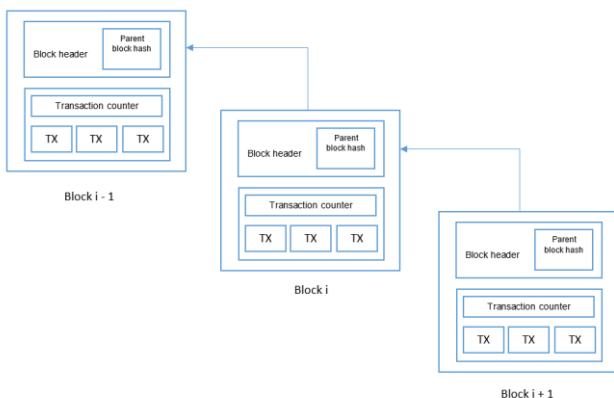 Block header
Parent
block hash
Transaction counter
TX TX TX
Block i - 1
Block header
Parent
block hash
Transaction counter
TX TX TX
Block i
Block header
Parent
block hash
Transaction counter
TX TX TX
Block i + 1